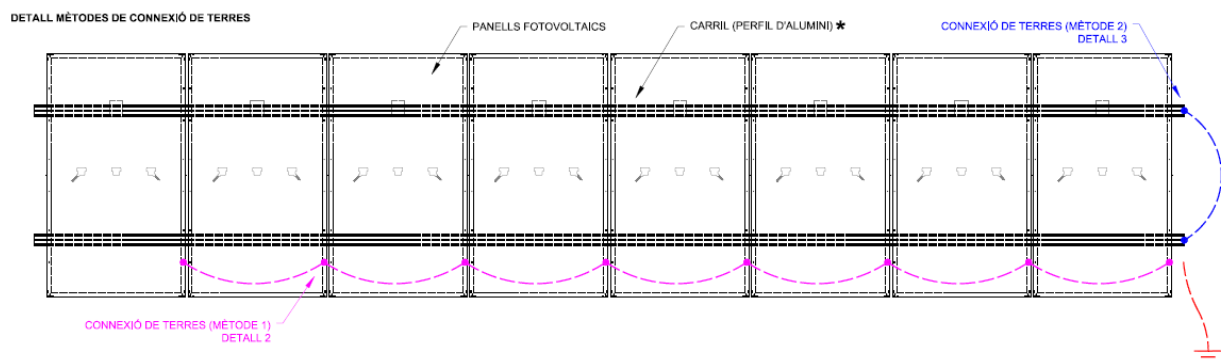 DETALL MÈTODES DE CONNEXIÓ DE TERRES
PANELLS FOTOVOLTAICS
CARRIL (PERFIL D'ALUMINI) *
CONNEXIÓ DE TERRES (MÈTODE 2)
DETALL 3
CONNEXIÓ DE TERRES (MÈTODE 1)
DETALL 2